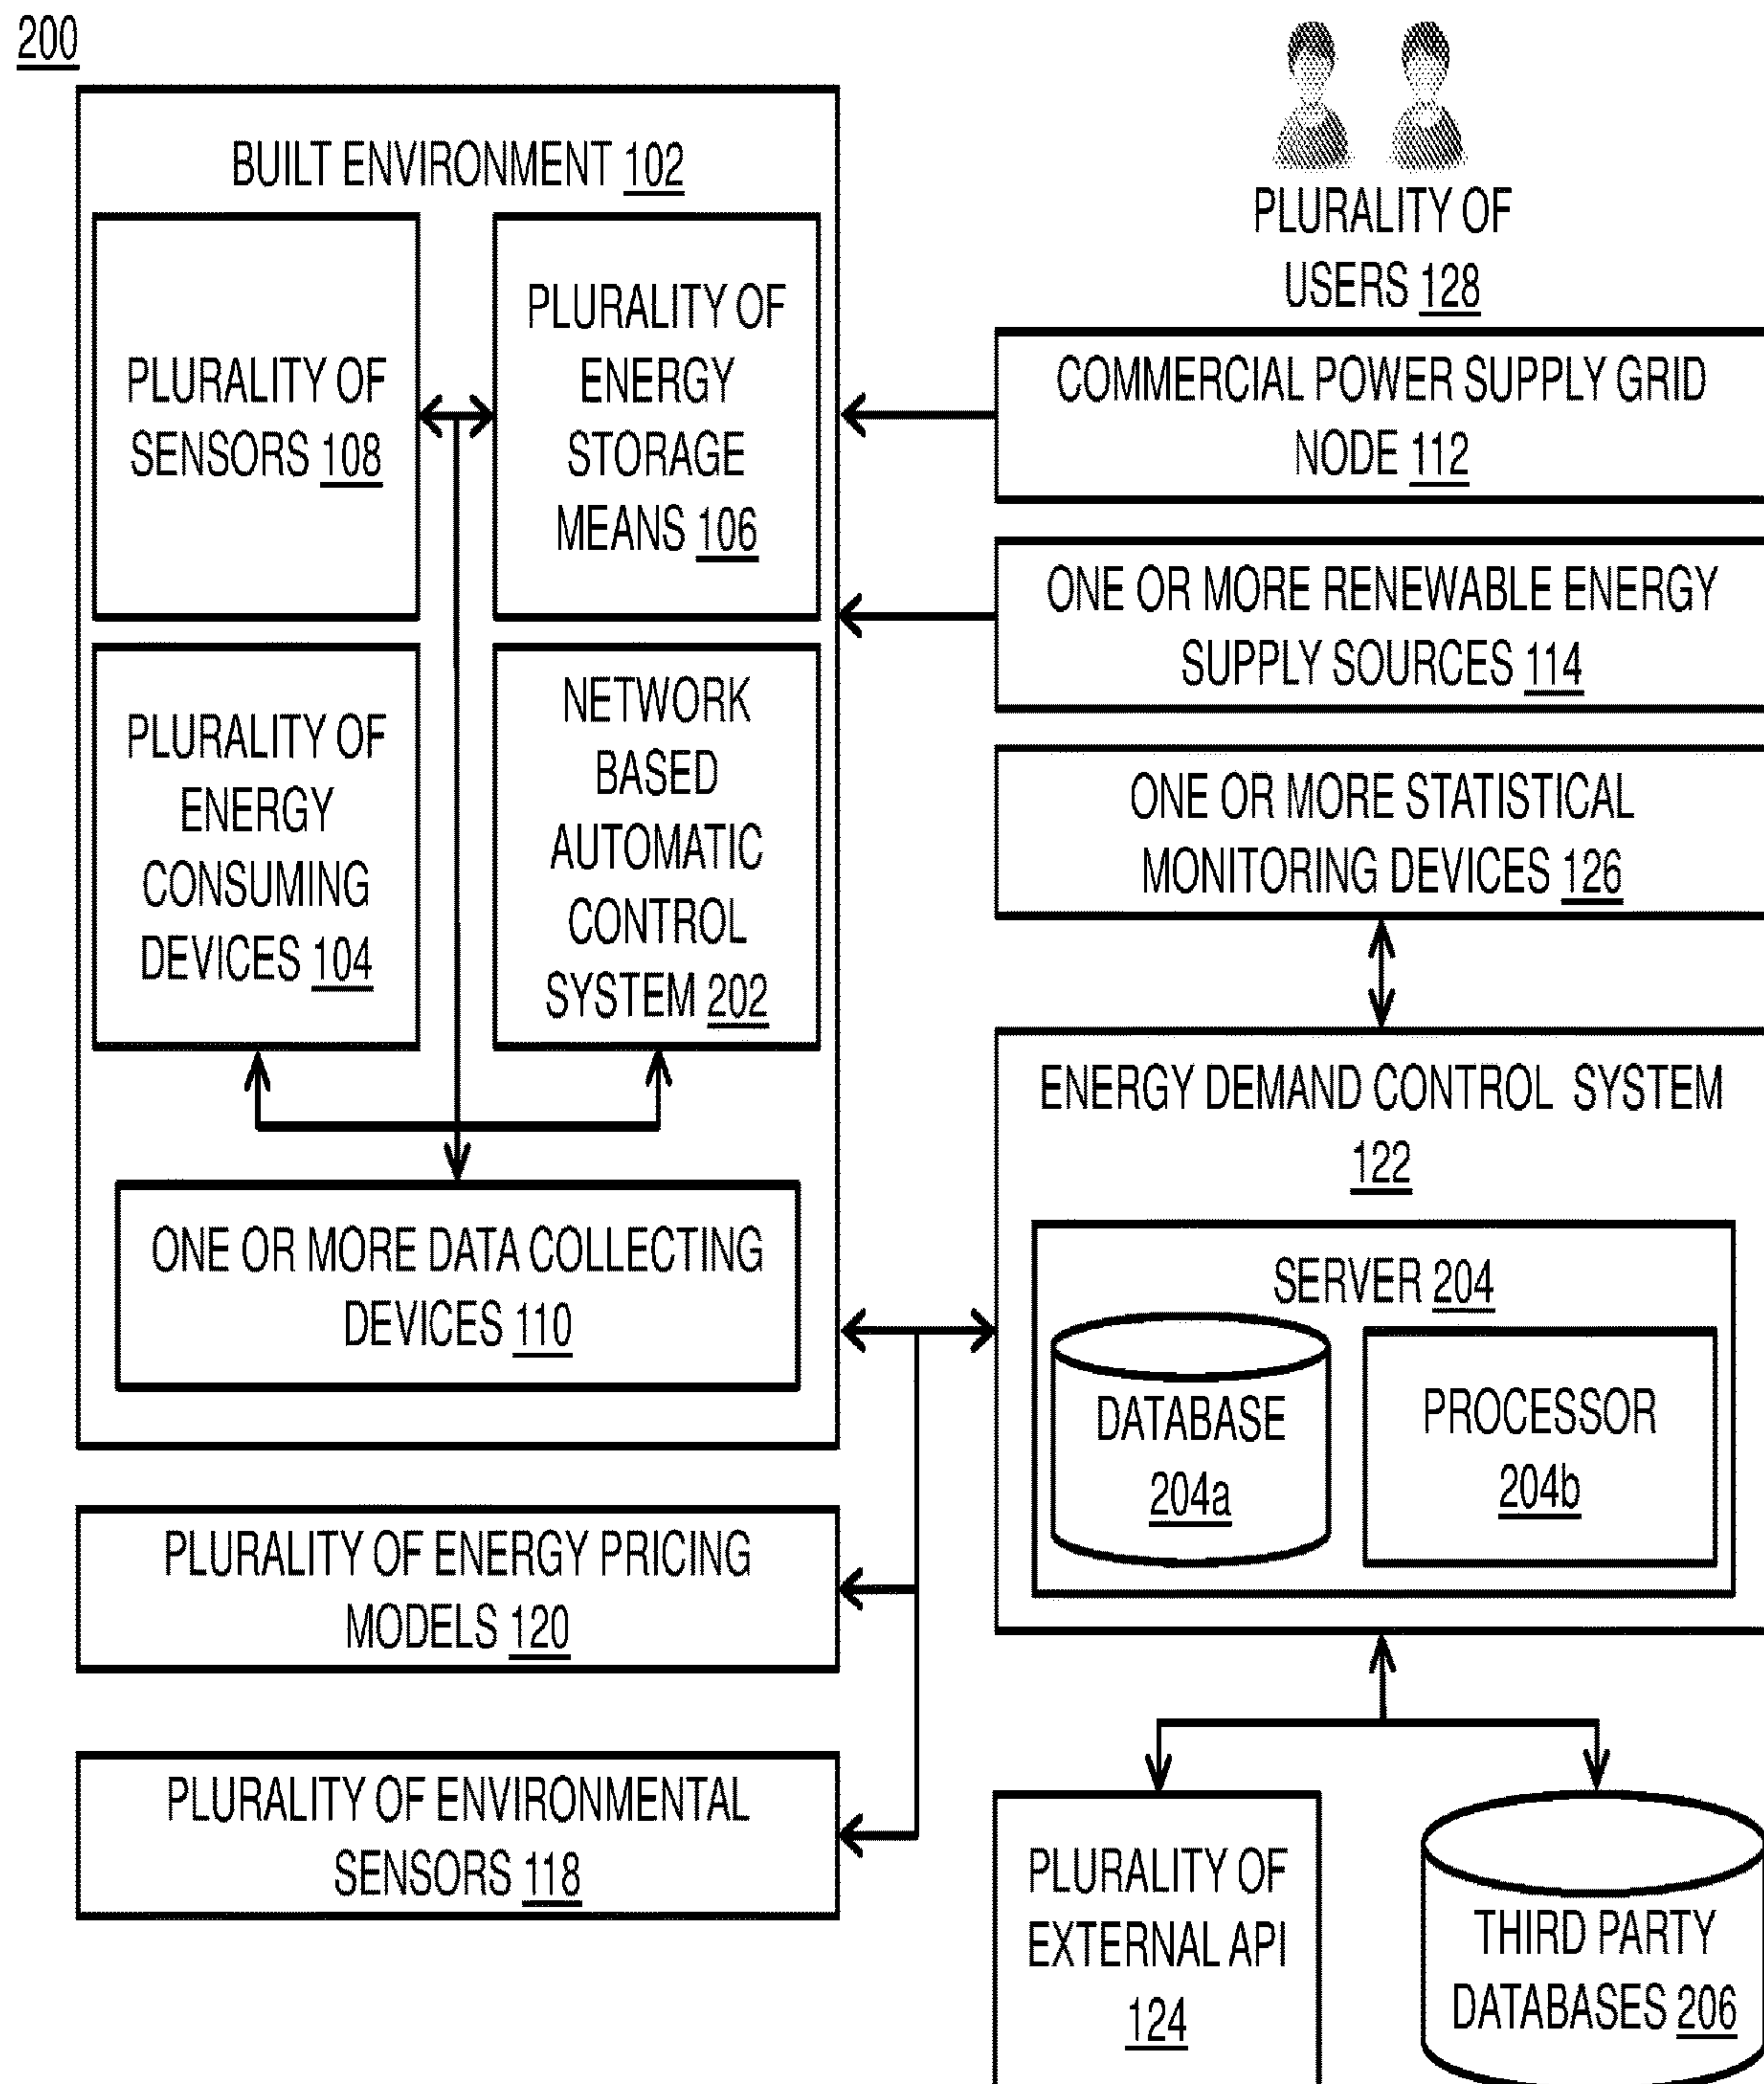 200
BUILT ENVIRONMENT 102
PLURALITY OF
SENSORS 108
PLURALITY OF
ENERGY
STORAGE
MEANS 106
PLURALITY OF
ENERGY
CONSUMING
DEVICES 104
NETWORK
BASED
AUTOMATIC
CONTROL
SYSTEM 202
ONE OR MORE DATA COLLECTING
DEVICES 110
PLURALITY OF ENERGY PRICING
MODELS 120
PLURALITY OF ENVIRONMENTAL
SENSORS 118
PLURALITY OF
USERS 128
COMMERCIAL POWER SUPPLY GRID
NODE 112
ONE OR MORE RENEWABLE ENERGY
SUPPLY SOURCES 114
ONE OR MORE STATISTICAL
MONITORING DEVICES 126
ENERGY DEMAND CONTROL SYSTEM
122
SERVER 204
DATABASE
204a
PROCESSOR
204b
PLURALITY OF
EXTERNAL API
124
THIRD PARTY
DATABASES 206